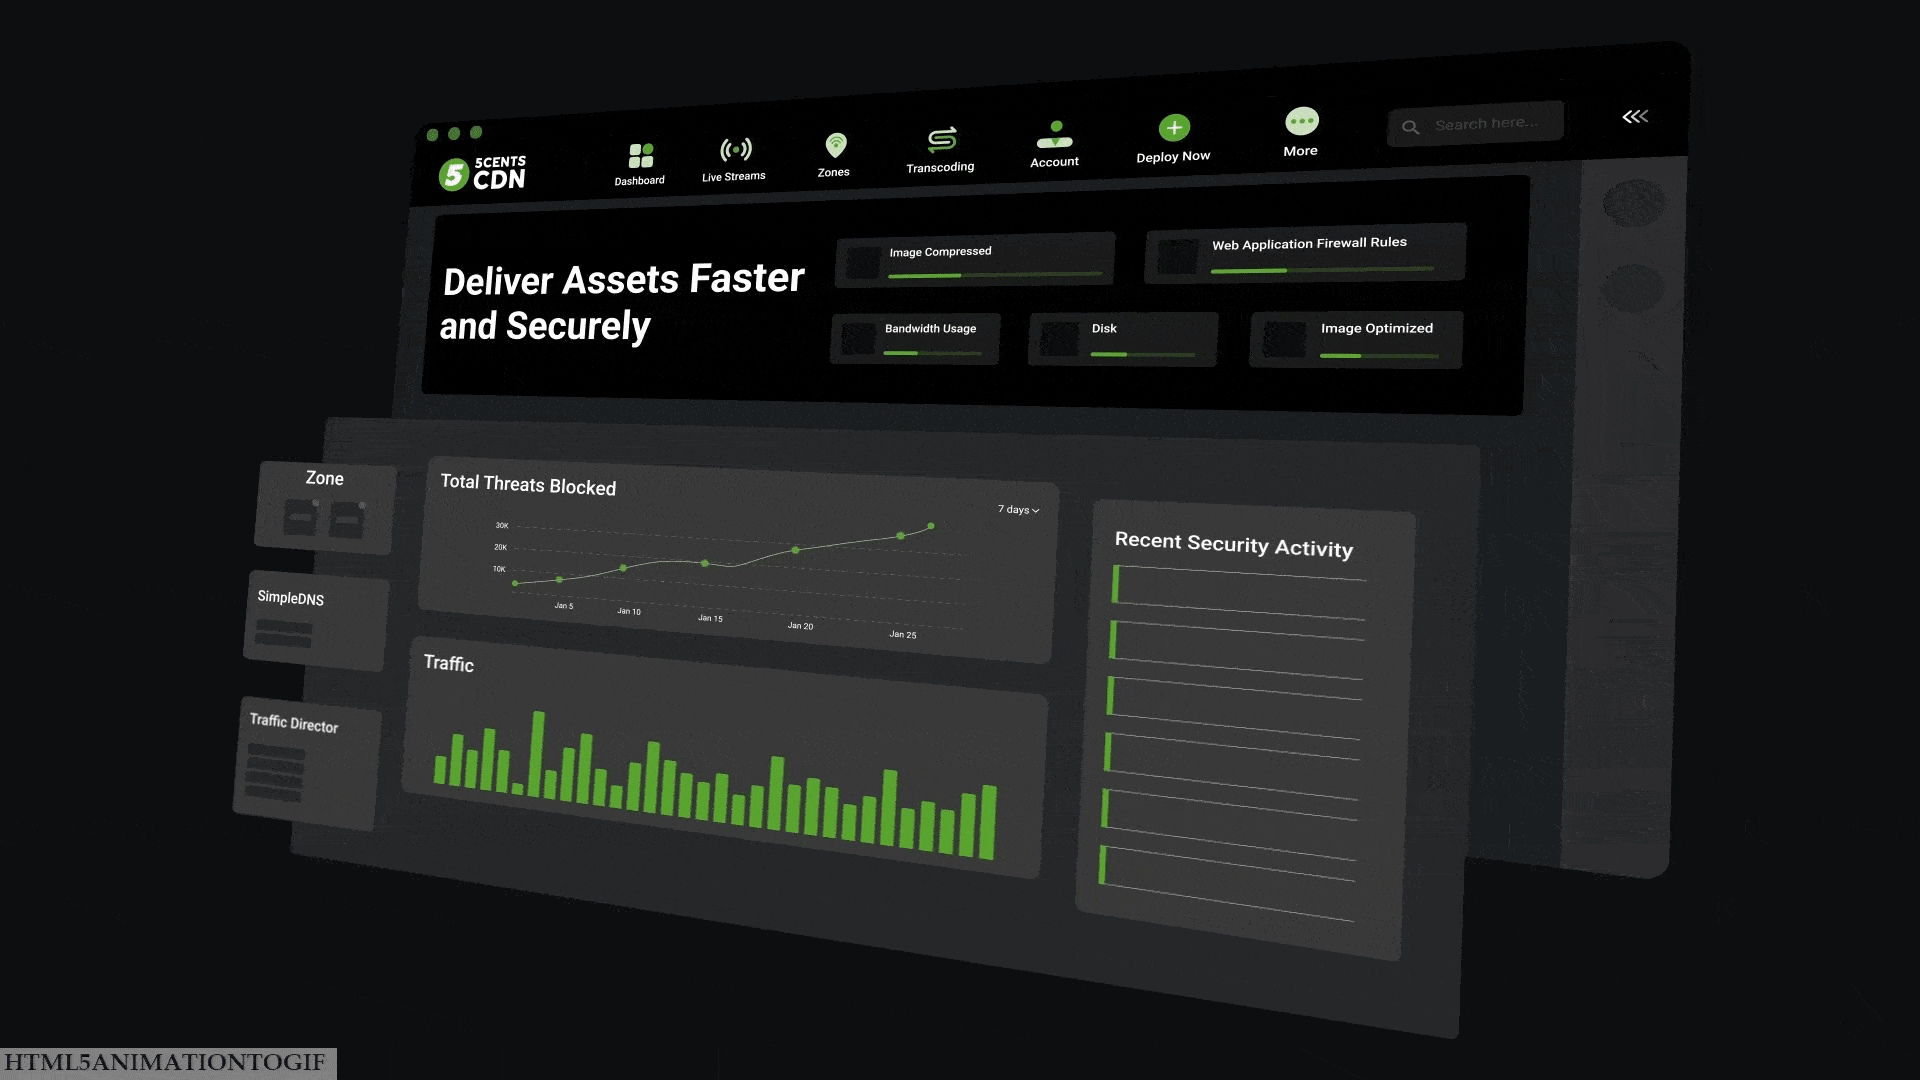 5CENTS
5 CDN
Dashboard
Live Streams
Zones
Transcoding
Account
Deploy Now
More
Search here...
Deliver Assets Faster
and Securely
Image Compressed
Web Application Firewall Rules
Bandwidth Usage
Disk
Image Optimized
Zone
SimpleDNS
Traffic Director
Total Threats Blocked
7 days
30K
20K
10K
Jan 5
Jan 10
Jan 15
Jan 20
Jan 25
Traffic
Recent Security Activity
HTML5ANIMATIONTOGIF